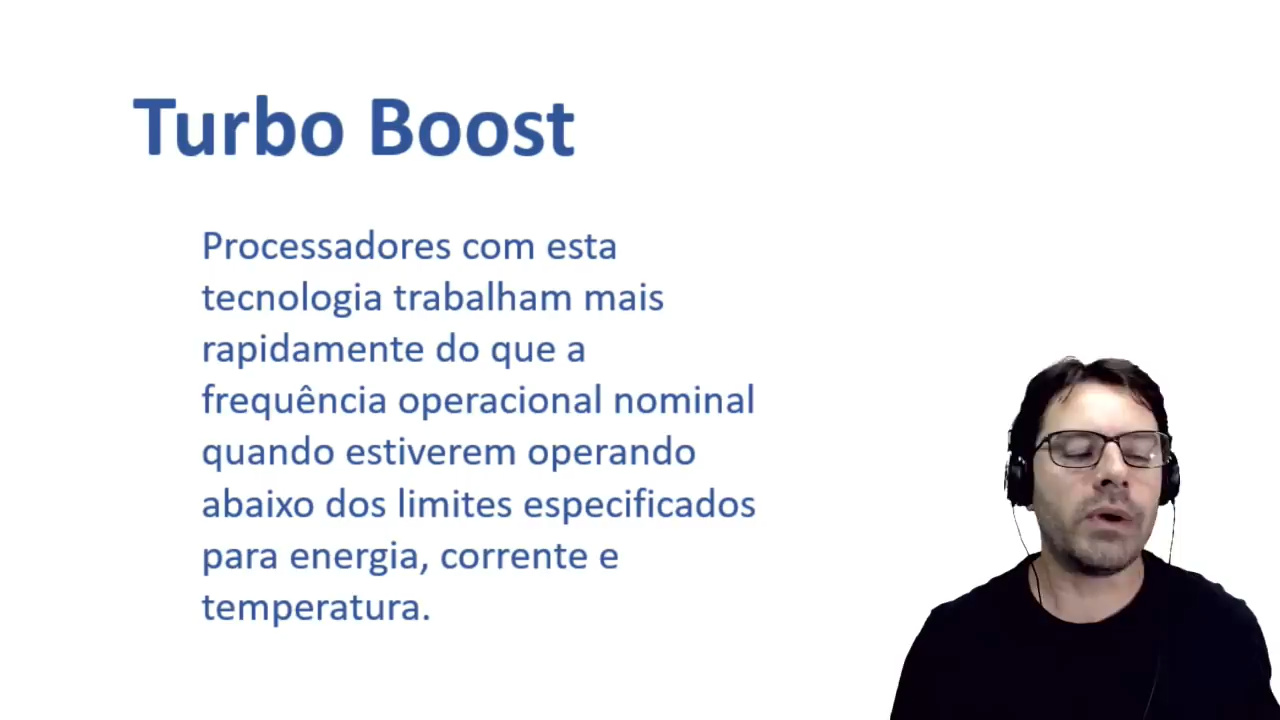 Turbo Boost
Processadores com esta
tecnologia trabalham mais
rapidamente do que a
frequência operacional nominal
quando estiverem operando
abaixo dos limites especificados
para energia, corrente e
temperatura.